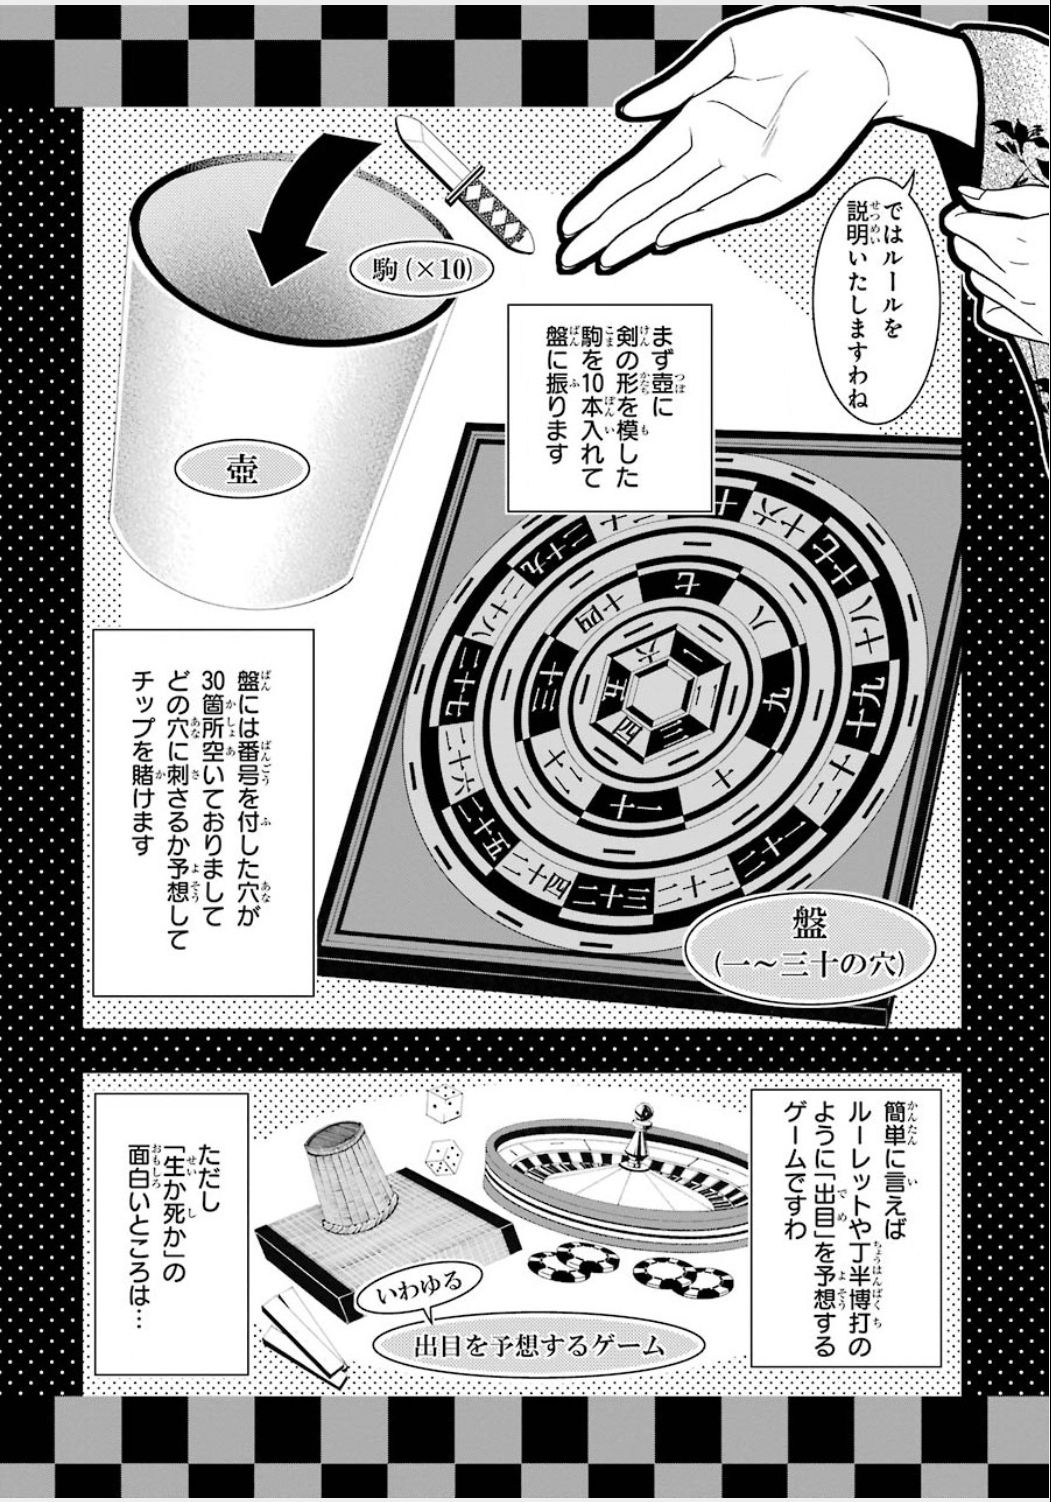 ではルールを
説明いたしますわね
駒(×10)
まず壺に
剣の形を模した
駒を10本入れて
盤に振ります
壺
盤には番号を付した穴が
30箇所空いておりまして
どの穴に刺さるか予想して
チップを賭けます
一
二
三
四
五
六
七
八
九
十
十一
十二
十三
十四
十六
十七
十八
十九
二十
二十一
二十二
二十三
二十四
二十五
二十六
二十七
二十八
二十九
盤
(一〜三十の穴)
簡単に言えば
ルーレットや丁半博打の
ように「出目」を予想する
ゲームですわ
いわゆる
出目を予想するゲーム
ただし
「生か死か」の
面白いところは…